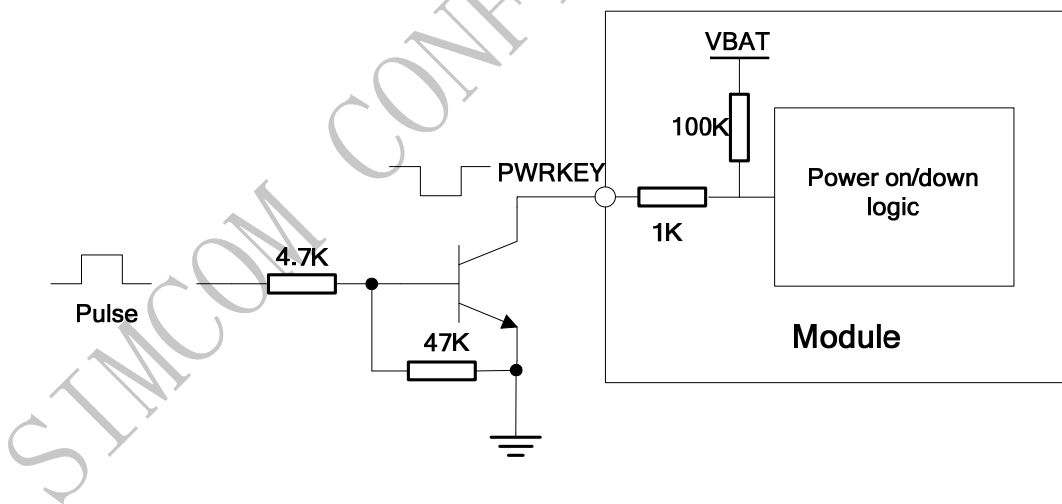 SIMCOM CONF
VBAT
100K
PWRKEY
Power on/down
logic
1K
4.7K
Pulse
47K
Module